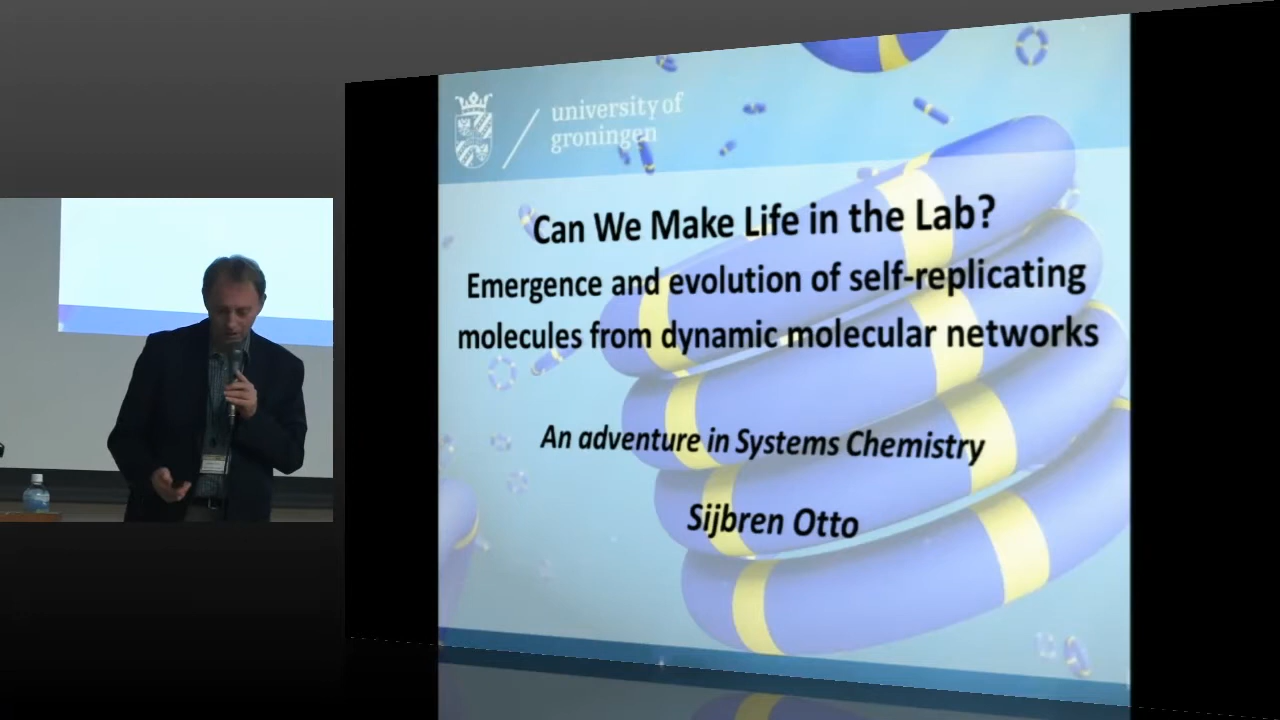 university of
groningen
Can We Make Life in the Lab?
Emergence and evolution of self-replicating
molecules from dynamic molecular networks
An adventure in Systems Chemistry
Sijbren Otto